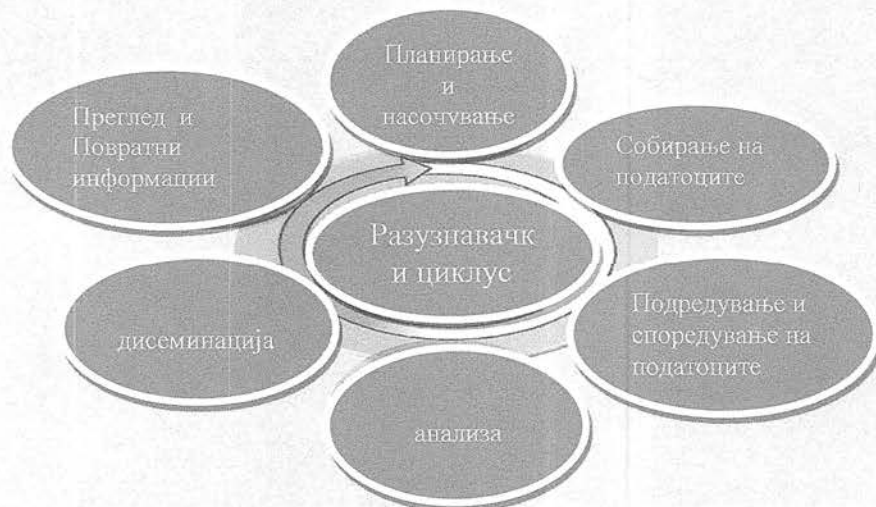 Планирање
и
насочување
Преглед и
Повратни
информации
Собирање на
податоците
Разузнавачк
и циклус
Подредување и
споредување на
податоците
дисеминација
анализа